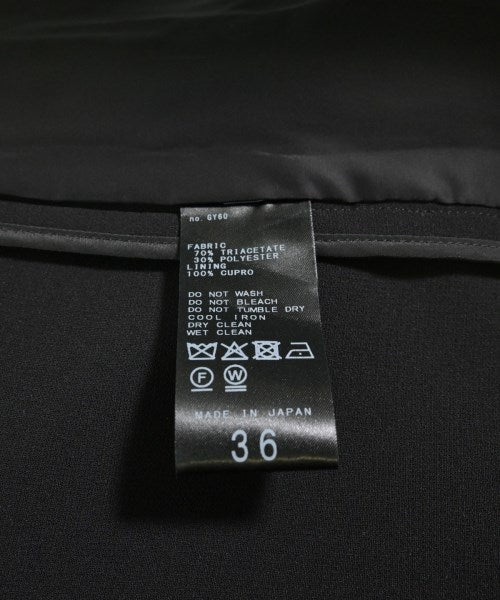 no. GY60
FABRIC
70% TRIACETATE
30% POLYESTER
LINING
100% CUPRO
DO NOT WASH
DO NOT BLEACH
DO NOT TUMBLE DRY
COOL IRON
DRY CLEAN
WET CLEAN
F W
MADE IN JAPAN
36